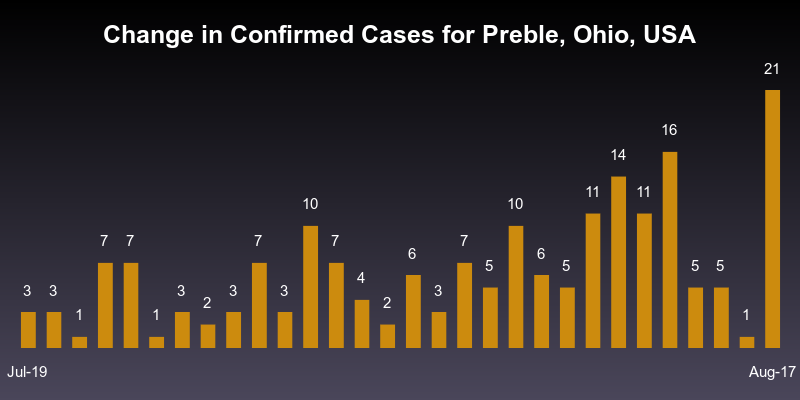 Change in Confirmed Cases for Preble, Ohio, USA
3 3 1 7 7 1 3 2 3 7 3 10 7 4 2 6 3 7 5 10 6 5 11 14 11 16 5 5 1 21
Jul-19 Aug-17